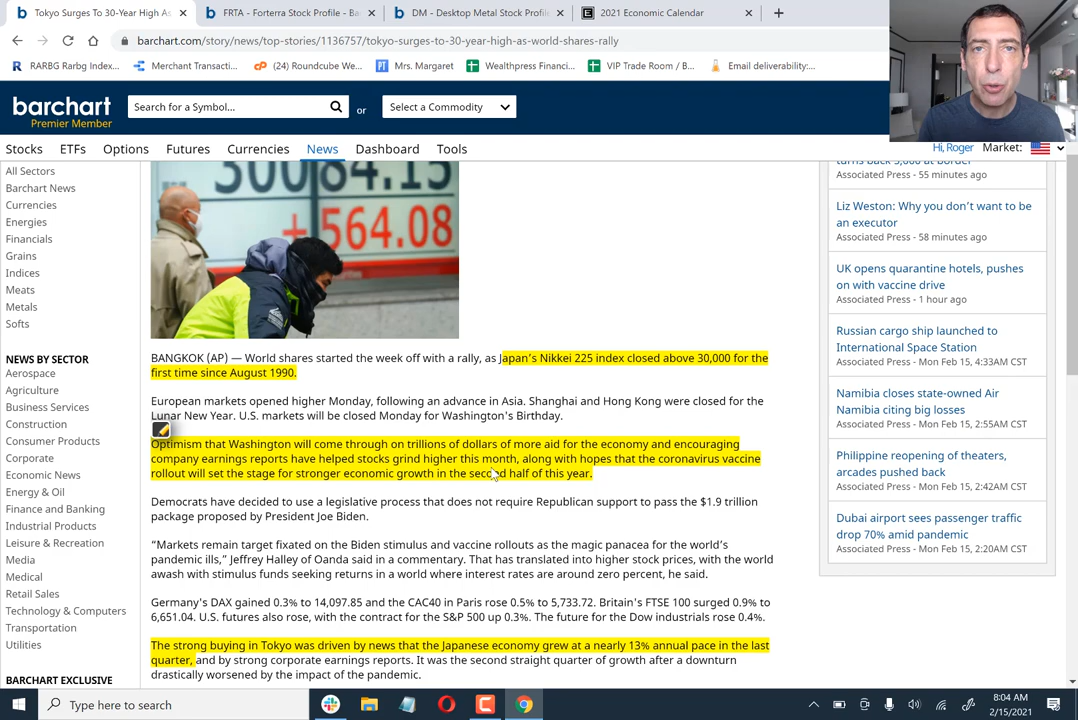 Tokyo Surges To 30-Year High As
FRTA - Forterra Stock Profile - Ba
DM - Desktop Metal Stock Profil
2021 Economic Calendar
barchart.com/story/news/top-stories/1136757/tokyo-surges-to-30-year-high-as-world-shares-rally
RARBG Rarbg Index...
Merchant Transacti...
(24) Roundcube We...
Mrs. Margaret
Wealthpress Financi...
VIP Trade Room / B...
Email deliverability:...
barchart
Premier Member
Search for a Symbol...
or
Select a Commodity
Stocks
ETFs
Options
Futures
News
Currencies
Dashboard
Tools
Hi, Roger
Market:
All Sectors
Barchart News
Currencies
Energies
Financials
Grains
Indices
Meats
Metals
Softs
NEWS BY SECTOR
Aerospace
Agriculture
Business Services
Construction
Consumer Products
Corporate
Economic News
Energy & Oil
Finance and Banking
Industrial Products
Leisure & Recreation
Media
Medical
Retail Sales
Technology & Computers
Transportation
Utilities
BARCHART EXCLUSIVE
30084.15
+564.08
BANGKOK (AP) — World shares started the week off with a rally, as Japan's Nikkei 225 index closed above 30,000 for the
first time since August 1990.
European markets opened higher Monday, following an advance in Asia. Shanghai and Hong Kong were closed for the
Lunar New Year. U.S. markets will be closed Monday for Washington's Birthday.
Optimism that Washington will come through on trillions of dollars of more aid for the economy and encouraging
company earnings reports have helped stocks grind higher this month, along with hopes that the coronavirus vaccine
rollout will set the stage for stronger economic growth in the second half of this year.
Democrats have decided to use a legislative process that does not require Republican support to pass the $1.9 trillion
package proposed by President Joe Biden.
“Markets remain target fixated on the Biden stimulus and vaccine rollouts as the magic panacea for the world’s
pandemic ills,” Jeffrey Halley of Oanda said in a commentary. That has translated into higher stock prices, with the world
awash with stimulus funds seeking returns in a world where interest rates are around zero percent, he said.
Germany's DAX gained 0.3% to 14,097.85 and the CAC40 in Paris rose 0.5% to 5,733.72. Britain's FTSE 100 surged 0.9% to
6,651.04. U.S. futures also rose, with the contract for the S&P 500 up 0.3%. The future for the Dow industrials rose 0.4%.
The strong buying in Tokyo was driven by news that the Japanese economy grew at a nearly 13% annual pace in the last
quarter, and by strong corporate earnings reports. It was the second straight quarter of growth after a downturn
drastically worsened by the impact of the pandemic.
turns back 5,000 at border
Associated Press - 55 minutes ago
Liz Weston: Why you don’t want to be
an executor
Associated Press - 58 minutes ago
UK opens quarantine hotels, pushes
on with vaccine drive
Associated Press - 1 hour ago
Russian cargo ship launched to
International Space Station
Associated Press - Mon Feb 15, 4:33AM CST
Namibia closes state-owned Air
Namibia citing big losses
Associated Press - Mon Feb 15, 2:55AM CST
Philippine reopening of theaters,
arcades pushed back
Associated Press - Mon Feb 15, 2:42AM CST
Dubai airport sees passenger traffic
drop 70% amid pandemic
Associated Press - Mon Feb 15, 2:20AM CST
Type here to search
8:04 AM
2/15/2021